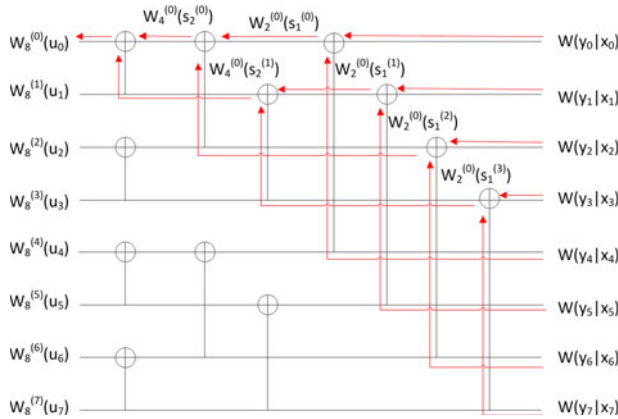 W₄⁽⁰⁾(s₂⁽⁰⁾) W₂⁽⁰⁾(s₁⁽⁰⁾)
W₈⁽⁰⁾(u₀) W(y₀|x₀)
W₄⁽⁰⁾(s₂⁽¹⁾) W₂⁽⁰⁾(s₁⁽¹⁾)
W₈⁽¹⁾(u₁) W(y₁|x₁)
W₂⁽⁰⁾(s₁⁽²⁾)
W₈⁽²⁾(u₂) W(y₂|x₂)
W₂⁽⁰⁾(s₁⁽³⁾)
W₈⁽³⁾(u₃) W(y₃|x₃)
W₈⁽⁴⁾(u₄) W(y₄|x₄)
W₈⁽⁵⁾(u₅) W(y₅|x₅)
W₈⁽⁶⁾(u₆) W(y₆|x₆)
W₈⁽⁷⁾(u₇) W(y₇|x₇)